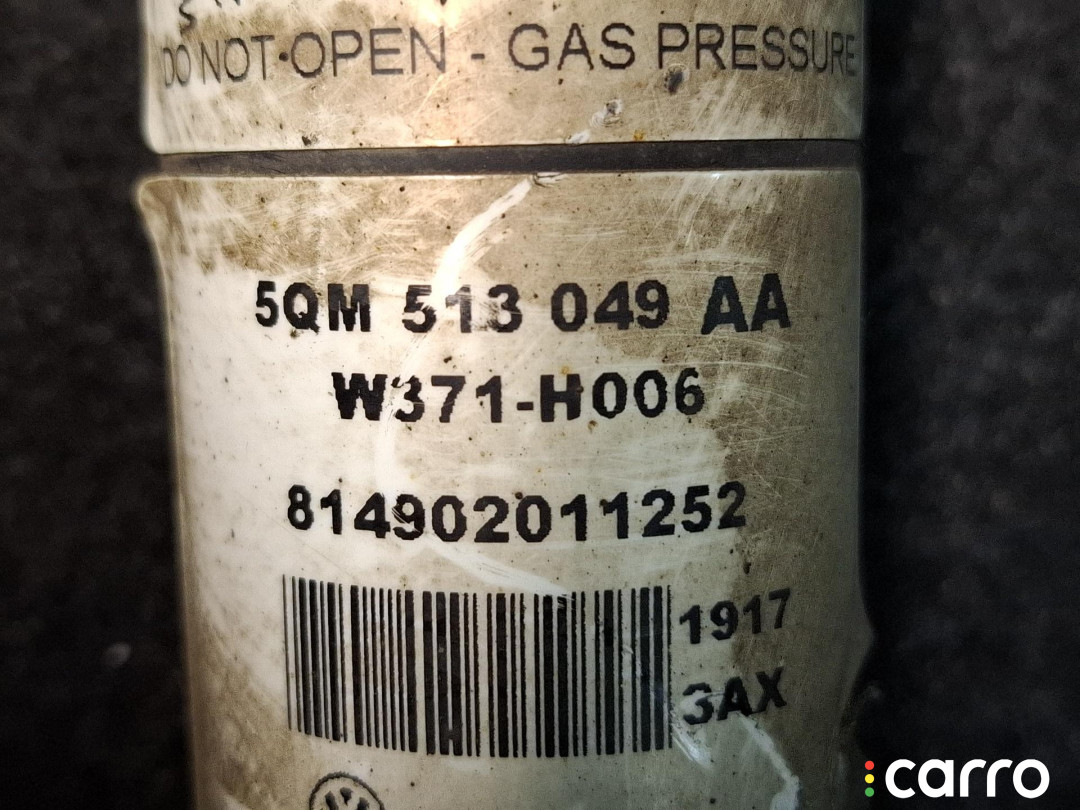 DO NOT OPEN - GAS PRESSURE
5QM 513 049 AA
W371-H006
814902011252
1917
3AX
carro